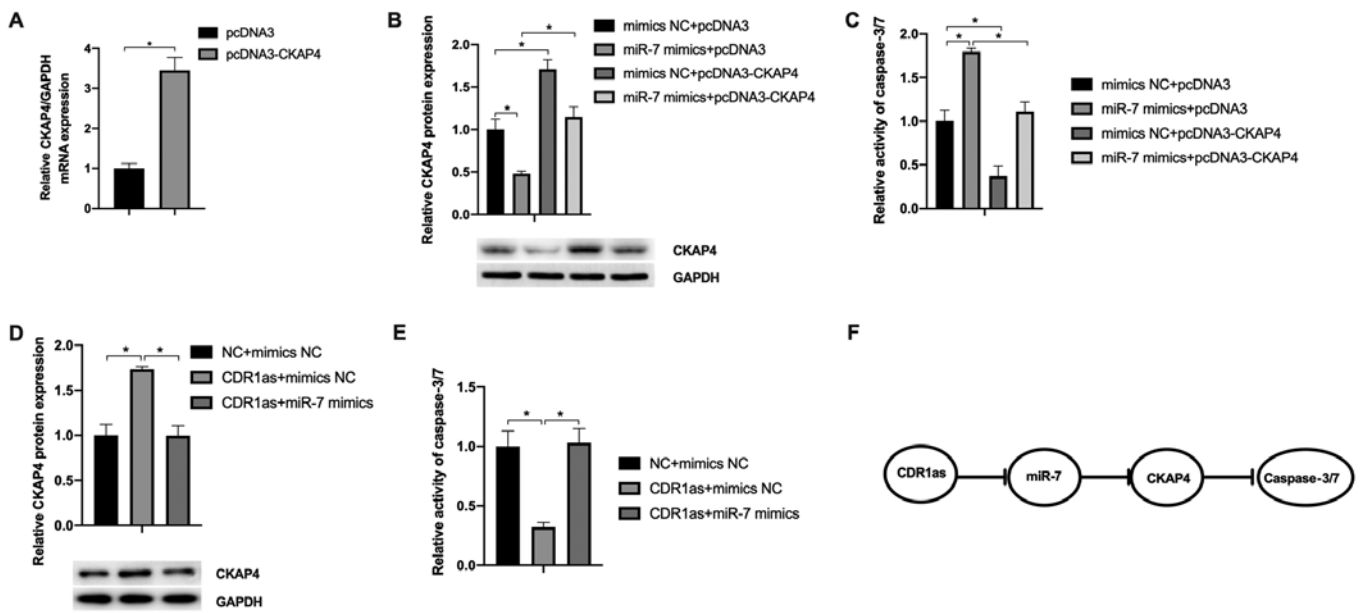 A
Relative CKAP4/GAPDH
mRNA expression
4
3
2
1
0
*
pcDNA3
pcDNA3-CKAP4
B
Relative CKAP4 protein expression
2.0
1.5
1.0
0.5
0.0
*
*
*
mimics NC+pcDNA3
miR-7 mimics+pcDNA3
mimics NC+pcDNA3-CKAP4
miR-7 mimics+pcDNA3-CKAP4
CKAP4
GAPDH
C
Relative activity of caspase-3/7
2.0
1.5
1.0
0.5
0.0
*
*
*
mimics NC+pcDNA3
miR-7 mimics+pcDNA3
mimics NC+pcDNA3-CKAP4
miR-7 mimics+pcDNA3-CKAP4
D
Relative CKAP4 protein expression
2.0
1.5
1.0
0.5
0.0
*
*
NC+mimics NC
CDR1as+mimics NC
CDR1as+miR-7 mimics
CKAP4
GAPDH
E
Relative activity of caspase-3/7
1.5
1.0
0.5
0.0
*
*
NC+mimics NC
CDR1as+mimics NC
CDR1as+miR-7 mimics
F
CDR1as
miR-7
CKAP4
Caspase-3/7